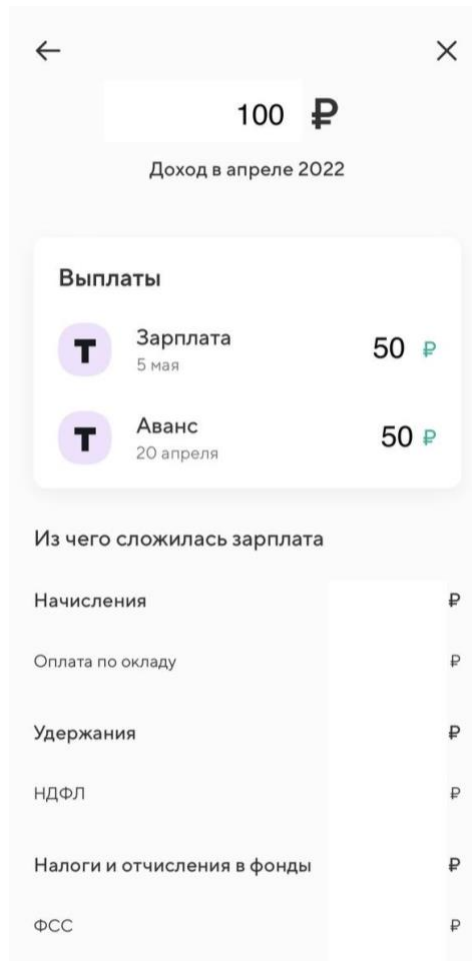 100 ₽
Доход в апреле 2022
Выплаты
Т
Зарплата
50 ₽
5 мая
Т
Аванс
50 ₽
20 апреля
Из чего сложилась зарплата
Начисления ₽
Оплата по окладу ₽
Удержания ₽
НДФЛ ₽
Налоги и отчисления в фонды ₽
ФСС ₽